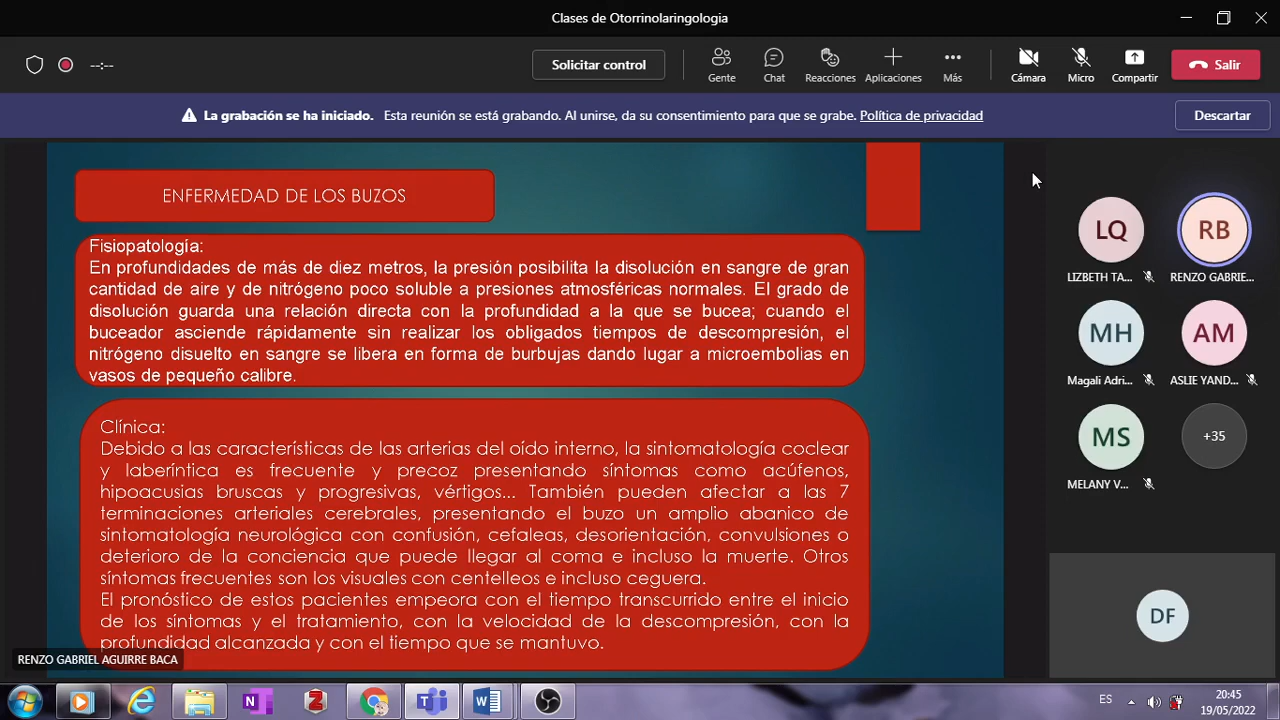 Clases de Otorrinolaringologia
--:--
Solicitar control
Gente
Chat
Reacciones
Aplicaciones
Más
Cámara
Micro
Compartir
Salir
La grabación se ha iniciado. Esta reunión se está grabando. Al unirse, da su consentimiento para que se grabe. Política de privacidad
Descartar
ENFERMEDAD DE LOS BUZOS
Fisiopatología:
En profundidades de más de diez metros, la presión posibilita la disolución en sangre de gran
cantidad de aire y de nitrógeno poco soluble a presiones atmosféricas normales. El grado de
disolución guarda una relación directa con la profundidad a la que se bucea; cuando el
buceador asciende rápidamente sin realizar los obligados tiempos de descompresión, el
nitrógeno disuelto en sangre se libera en forma de burbujas dando lugar a microembolias en
vasos de pequeño calibre.
Clínica:
Debido a las características de las arterias del oído interno, la sintomatología coclear
y laberíntica es frecuente y precoz presentando síntomas como acúfenos,
hipoacusias bruscas y progresivas, vértigos... También pueden afectar a las 7
terminaciones arteriales cerebrales, presentando el buzo un amplio abanico de
sintomatología neurológica con confusión, cefaleas, desorientación, convulsiones o
deterioro de la conciencia que puede llegar al coma e incluso la muerte. Otros
síntomas frecuentes son los visuales con centelleos e incluso ceguera.
El pronóstico de estos pacientes empeora con el tiempo transcurrido entre el inicio
de los síntomas y el tratamiento, con la velocidad de la descompresión, con la
profundidad alcanzada y con el tiempo que se mantuvo.
RENZO GABRIEL AGUIRRE BACA
LQ
LIZBETH TA...
RB
RENZO GABRIE...
MH
Magali Adri...
AM
ASLIE YAND...
MS
MELANY V...
+35
DF
ES
20:45
19/05/2022